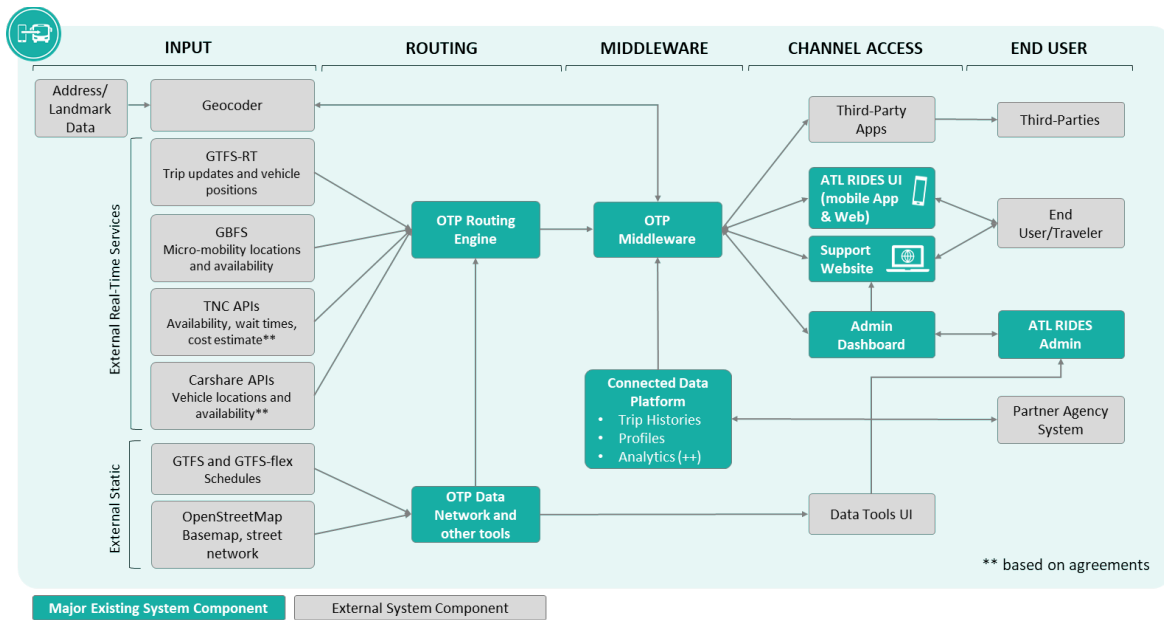 INPUT
ROUTING
MIDDLEWARE
CHANNEL ACCESS
END USER
Address/
Landmark
Data
Geocoder
External Real-Time Services
GTFS-RT
Trip updates and vehicle
positions
GBFS
Micro-mobility locations
and availability
TNC APIs
Availability, wait times,
cost estimate**
Carshare APIs
Vehicle locations and
availability**
External Static
GTFS and GTFS-flex
Schedules
OpenStreetMap
Basemap, street
network
OTP Routing
Engine
OTP Data
Network and
other tools
OTP
Middleware
Connected Data
Platform
• Trip Histories
• Profiles
• Analytics (++)
Third-Party
Apps
ATL RIDES UI
(mobile App
& Web)
Support
Website
Admin
Dashboard
Data Tools UI
Third-Parties
End
User/Traveler
ATL RIDES
Admin
Partner Agency
System
** based on agreements
Major Existing System Component
External System Component